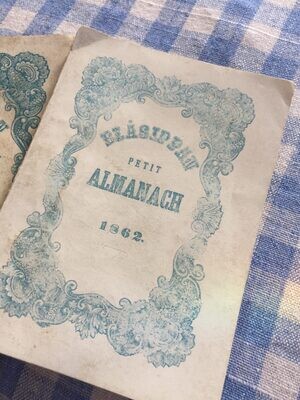 PETIT
ALMANACH
1862.